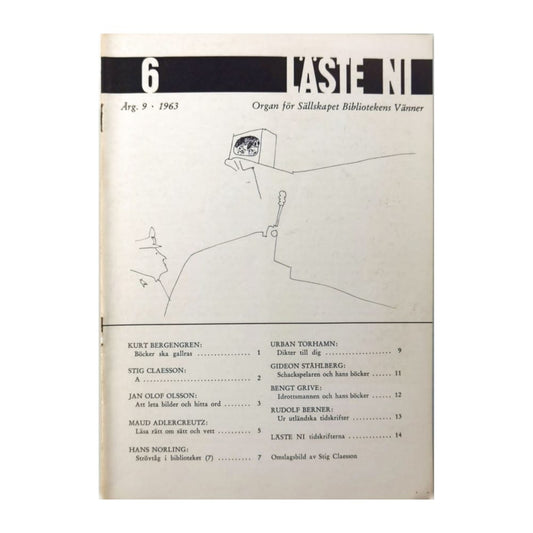 6 LÄSTE NI
Årg. 9 · 1963 Organ för Sällskapet Bibliotekens Vänner
KURT BERGENGREN:
Böcker ska gallras .................. 1
STIG CLAESSON:
A .................................. 2
JAN OLOF OLSSON:
Att leta bilder och hitta ord .......... 3
MAUD ADLERCREUTZ:
Läsa rätt om sätt och vett ............ 5
HANS NORLING:
Strövtåg i biblioteket (7) ............ 7
URBAN TORHAMN:
Dikter till dig ...................... 9
GIDEON STÅHLBERG:
Schackspelaren och hans böcker ........ 11
BENGT GRIVE:
Idrottsmannen och hans böcker ........ 12
RUDOLF BERNER:
Ur utländska tidskrifter .............. 13
LÄSTE NI tidskrifterna .............. 14
Omslagsbild av Stig Claesson